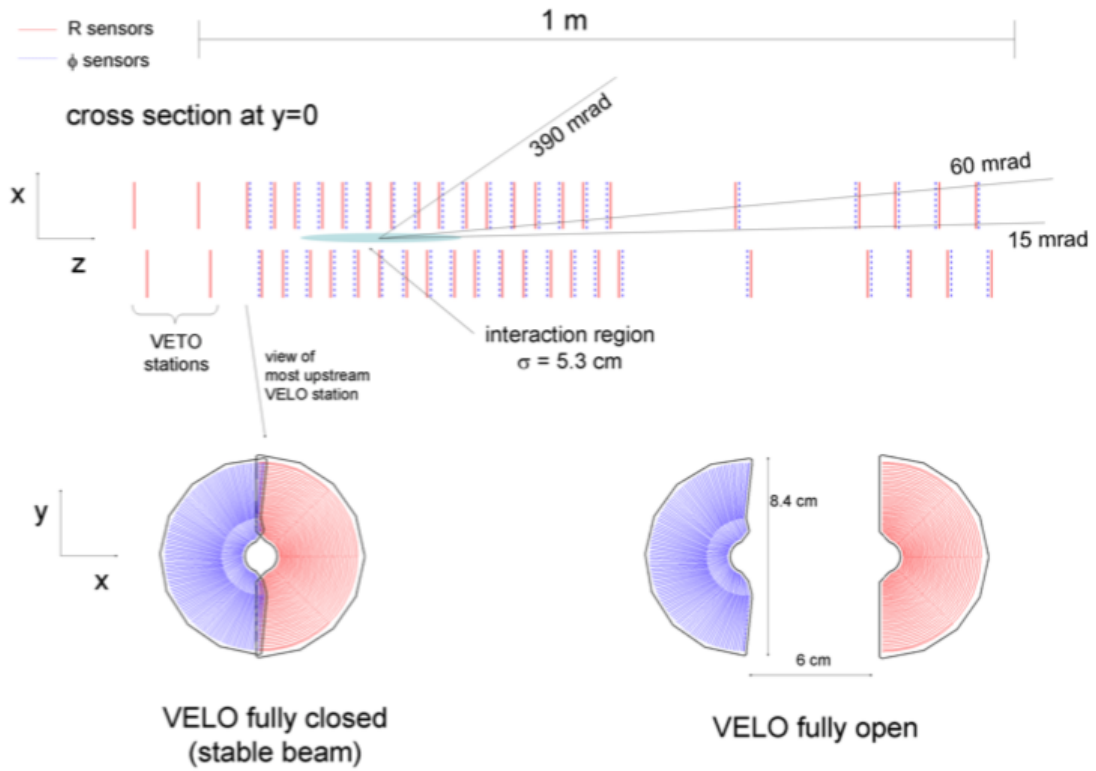 1 m
R sensors
ϕ sensors
cross section at y=0
390 mrad
60 mrad
x
15 mrad
z
VETO
stations
interaction region
σ = 5.3 cm
view of
most upstream
VELO station
8.4 cm
y
x
6 cm
VELO fully closed
(stable beam)
VELO fully open